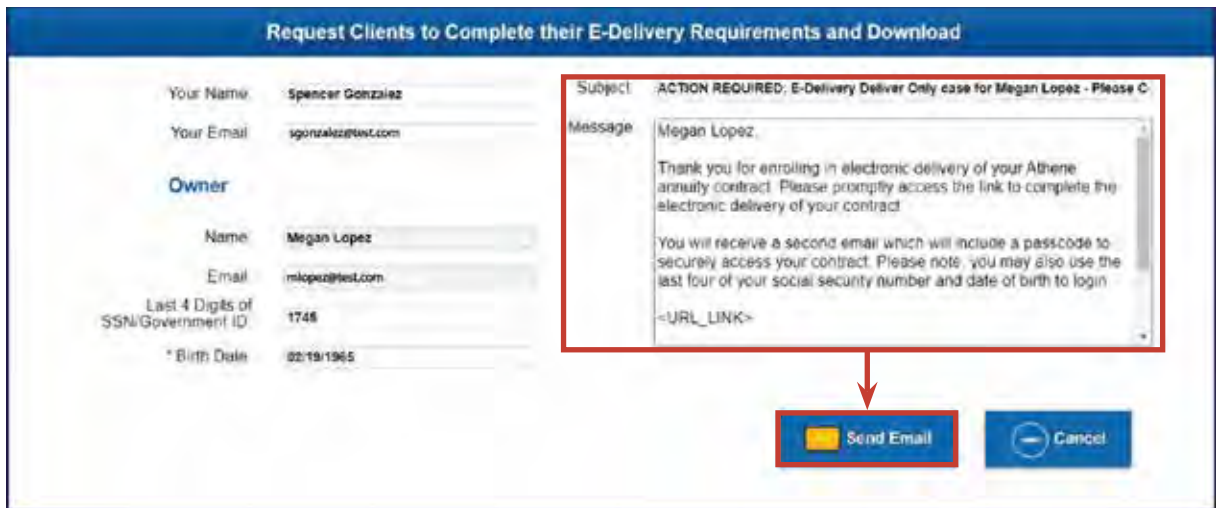 Request Clients to Complete their E-Delivery Requirements and Download
Your Name Spencer Gonzalez
Your Email sgonzalez@test.com
Owner
Name Megan Lopez
Email mlopez@test.com
Last 4 Digits of
SSN/Government ID 1746
* Birth Date 02/19/1965
Subject ACTION REQUIRED: E-Delivery Deliver Only case for Megan Lopez - Please C
Message Megan Lopez,
Thank you for enrolling in electronic delivery of your Athene
annuity contract. Please promptly access the link to complete the
electronic delivery of your contract
You will receive a second email which will include a passcode to
securely access your contract. Please note, you may also use the
last four of your social security number and date of birth to login
<URL_LINK>
Send Email
Cancel